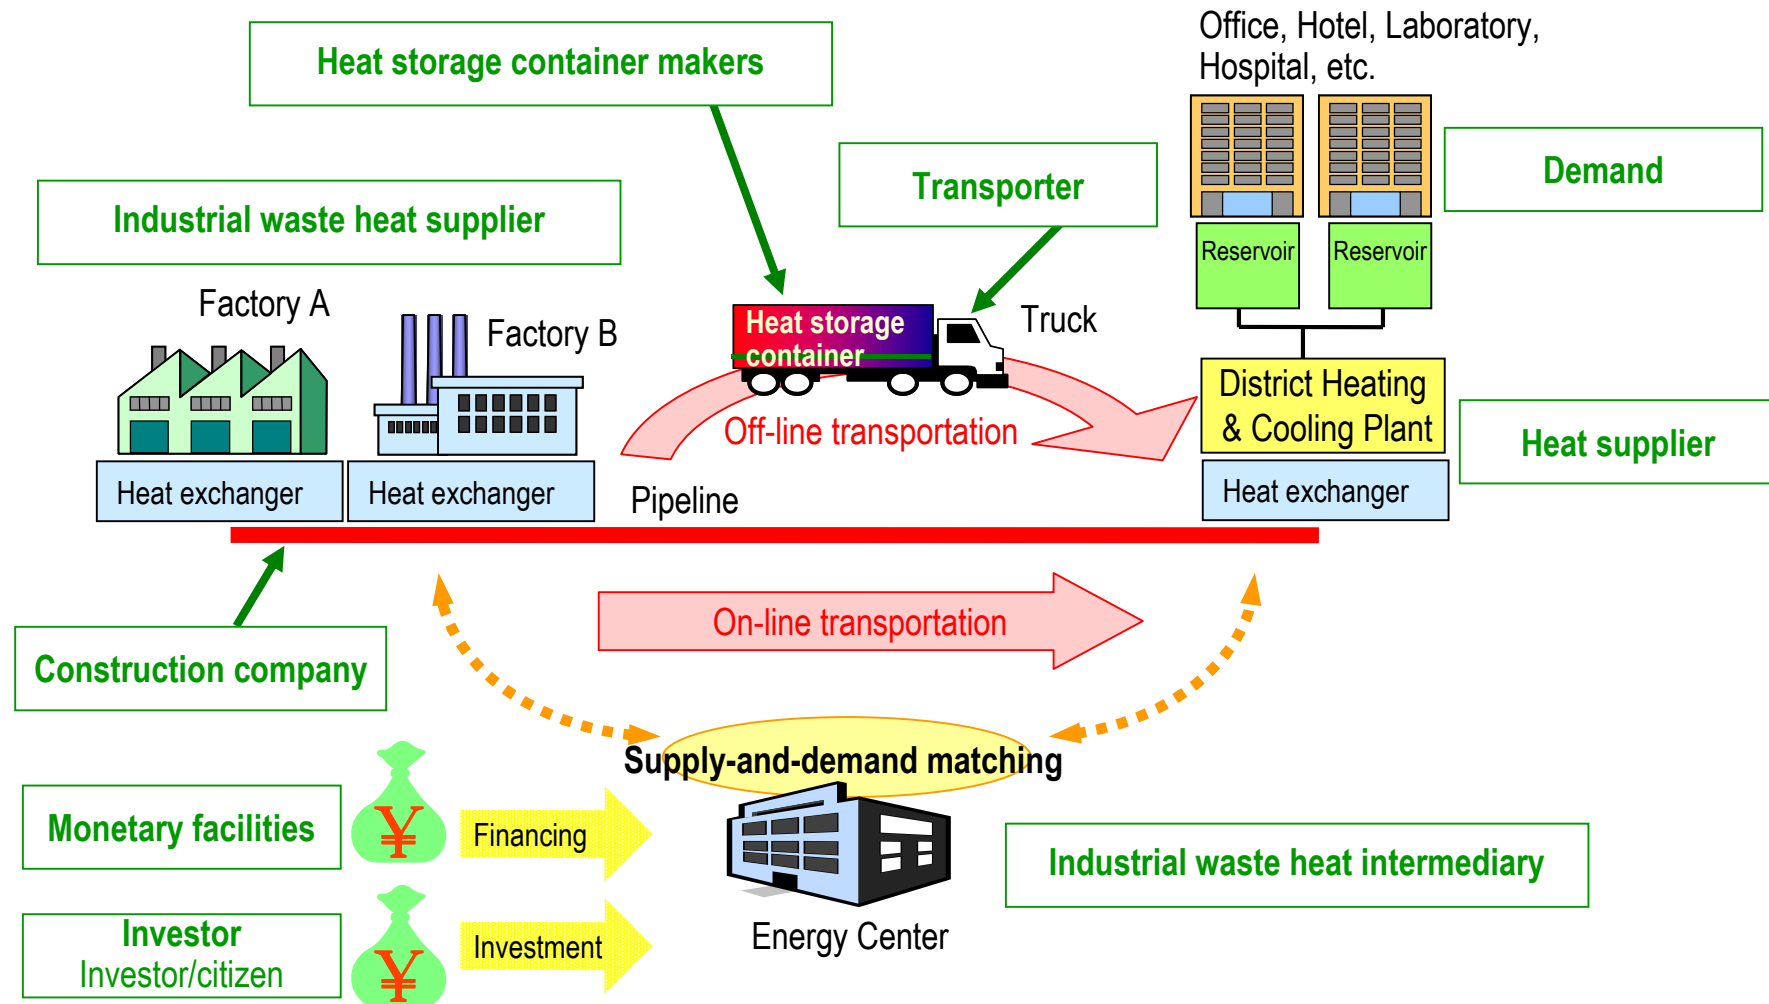 Office, Hotel, Laboratory,
Hospital, etc.
Heat storage container makers
Transporter
Demand
Industrial waste heat supplier
Reservoir
Reservoir
Factory A
Factory B
Heat storage
container
Truck
District Heating
& Cooling Plant
Off-line transportation
Heat supplier
Heat exchanger
Heat exchanger
Pipeline
Heat exchanger
On-line transportation
Construction company
Supply-and-demand matching
Monetary facilities
¥
Financing
Industrial waste heat intermediary
Energy Center
Investor
Investor/citizen
¥
Investment